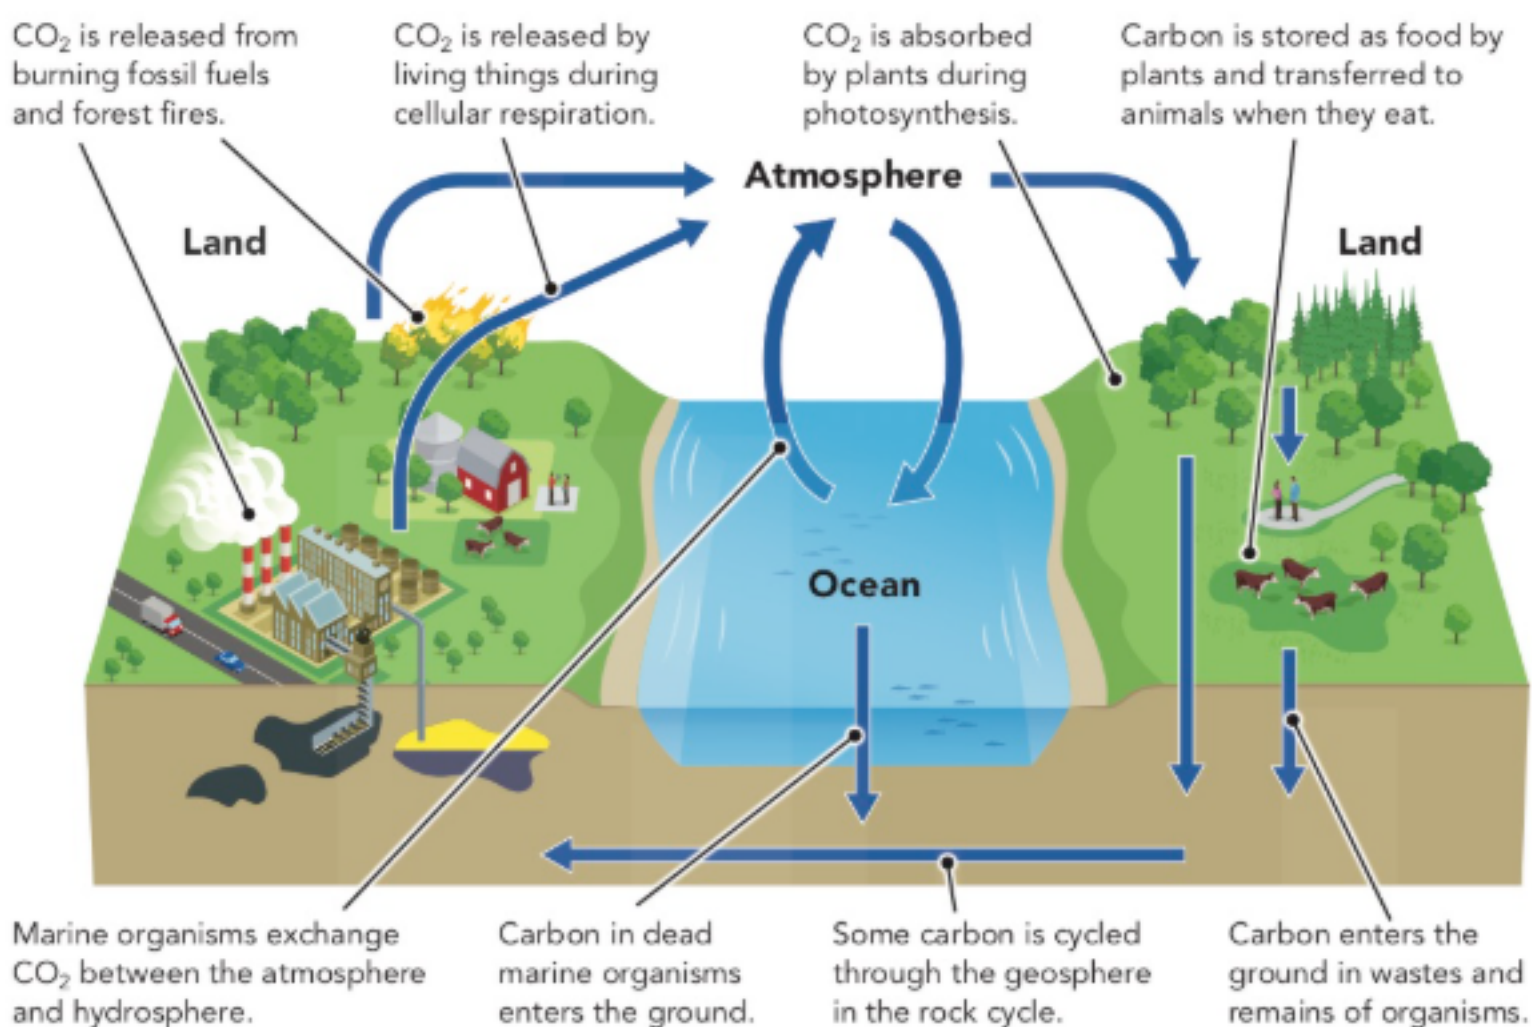 CO₂ is released from
burning fossil fuels
and forest fires.
CO₂ is released by
living things during
cellular respiration.
CO₂ is absorbed
by plants during
photosynthesis.
Carbon is stored as food by
plants and transferred to
animals when they eat.
Atmosphere
Land
Land
Ocean
Marine organisms exchange
CO₂ between the atmosphere
and hydrosphere.
Carbon in dead
marine organisms
enters the ground.
Some carbon is cycled
through the geosphere
in the rock cycle.
Carbon enters the
ground in wastes and
remains of organisms.